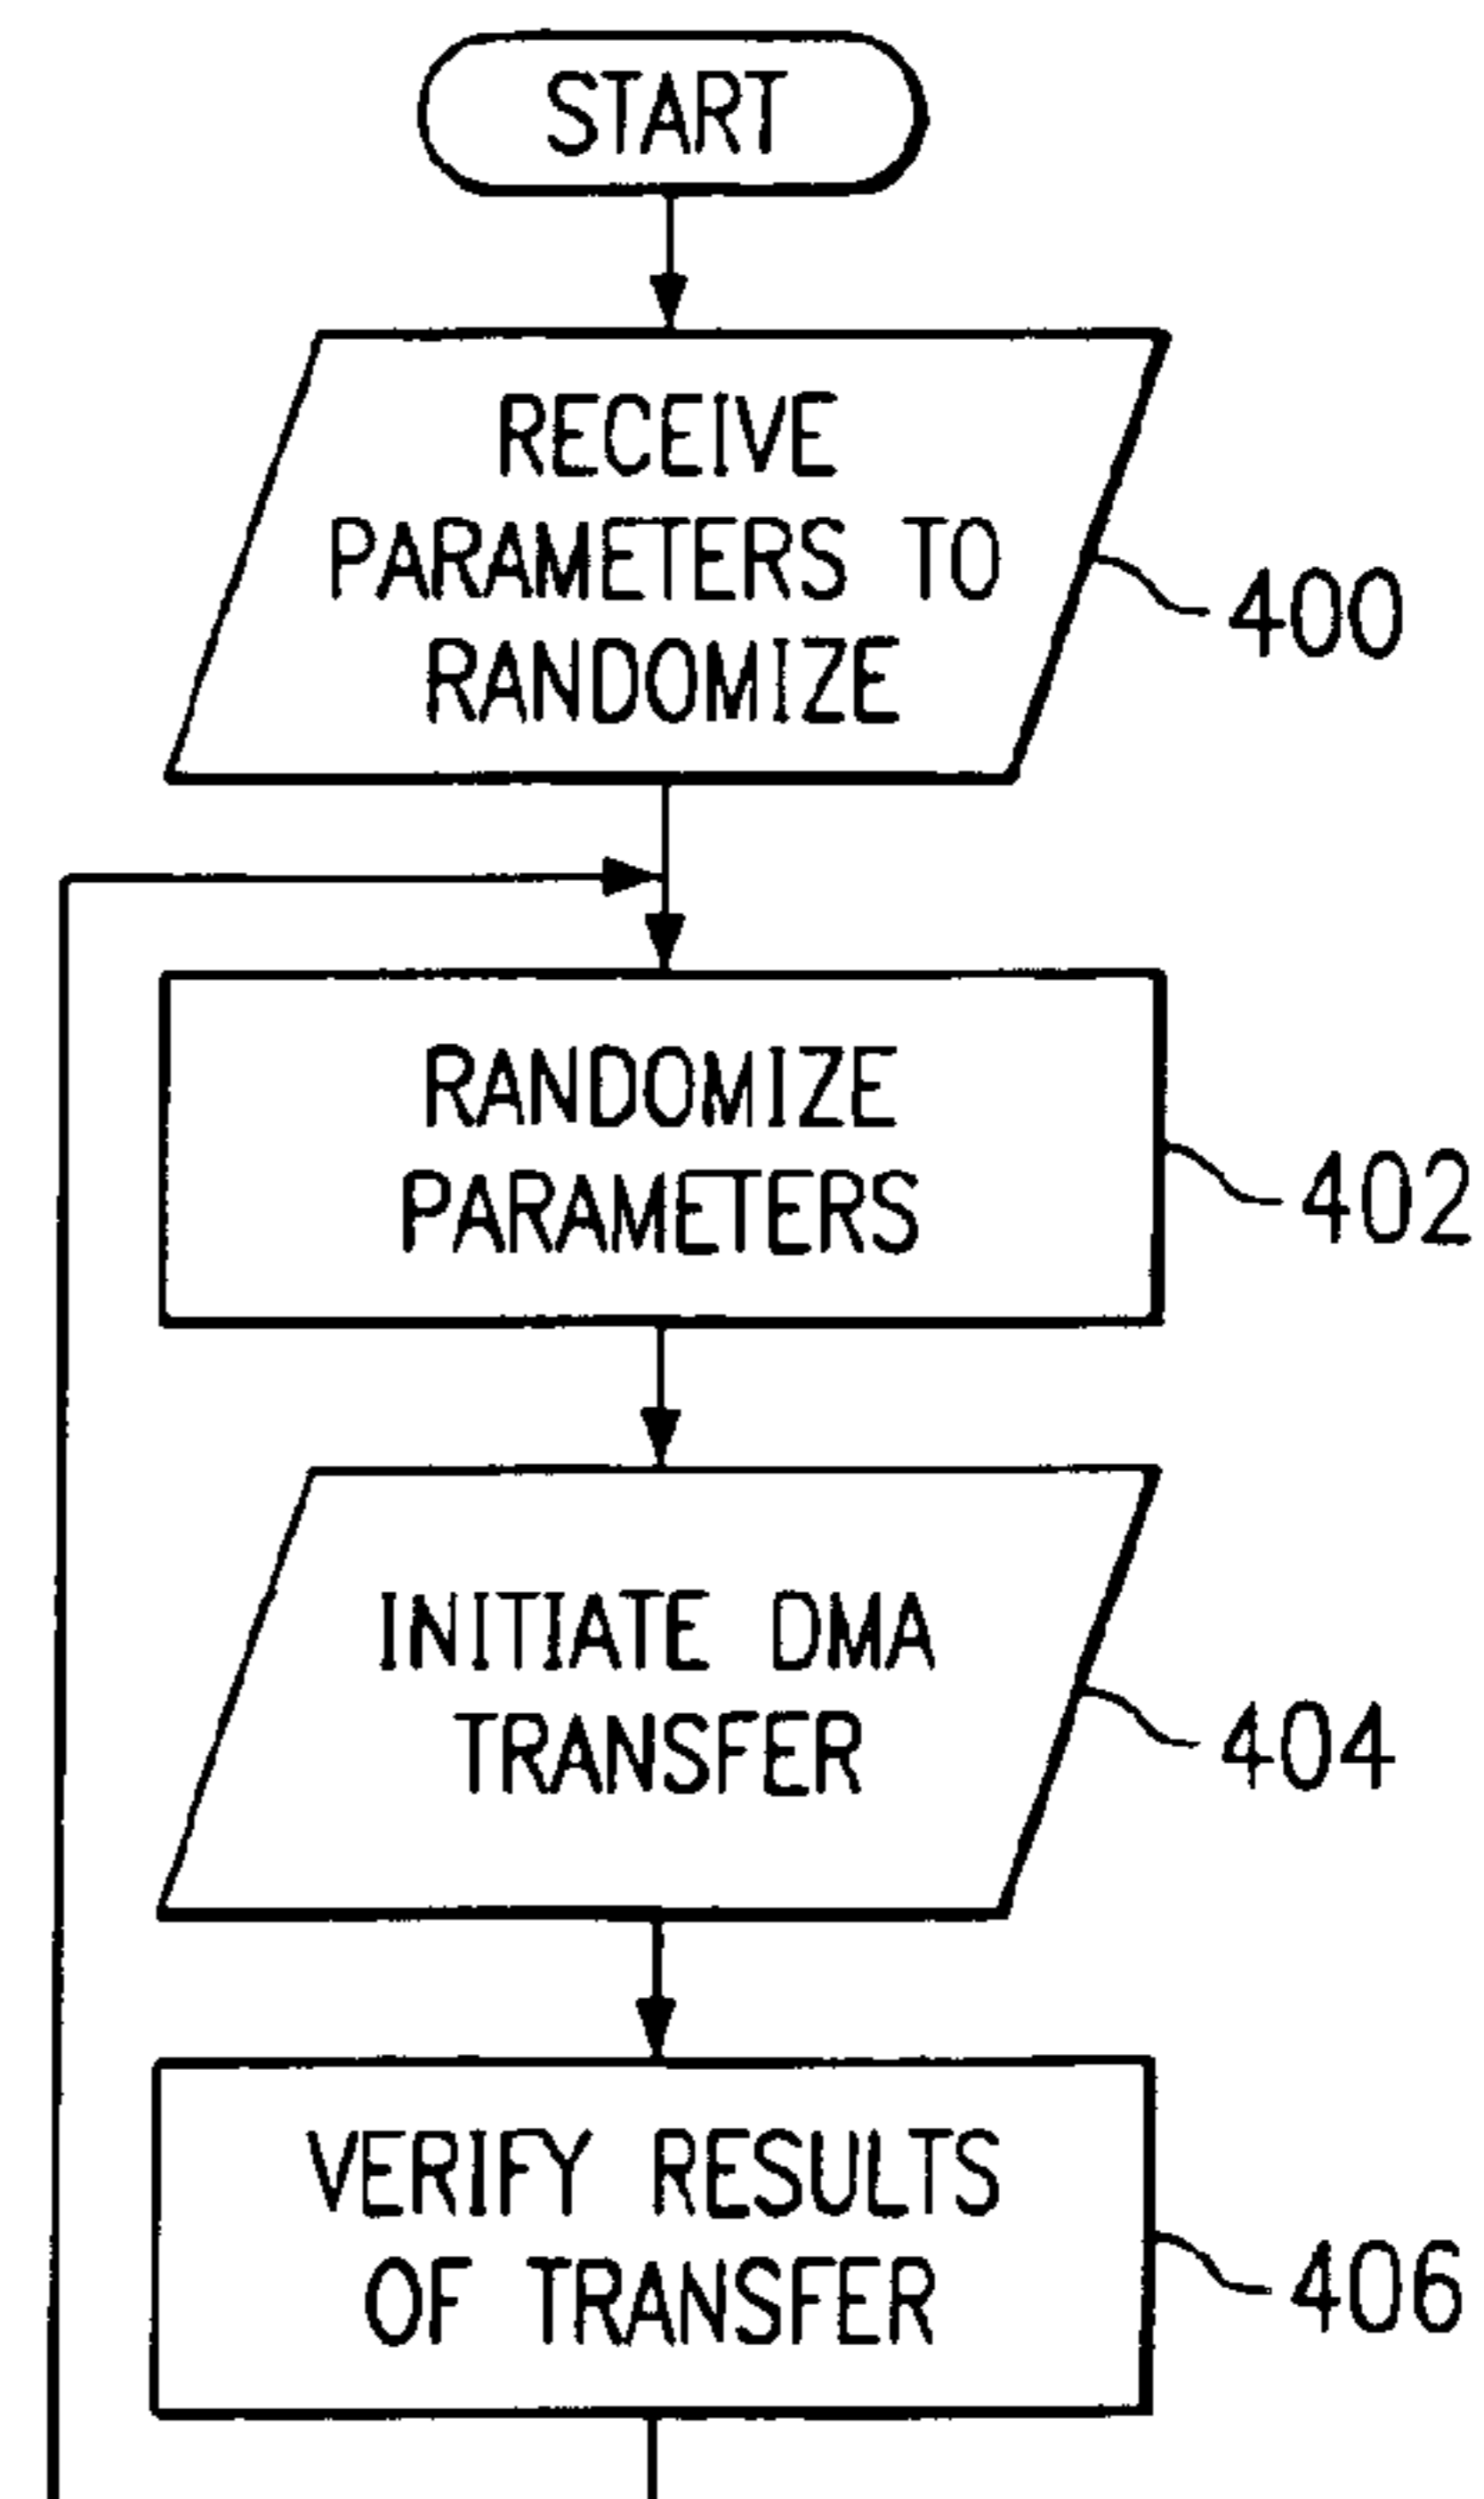 START
RECEIVE
PARAMETERS TO
RANDOMIZE
400
RANDOMIZE
PARAMETERS
402
INITIATE DMA
TRANSFER
404
VERIFY RESULTS
OF TRANSFER
406